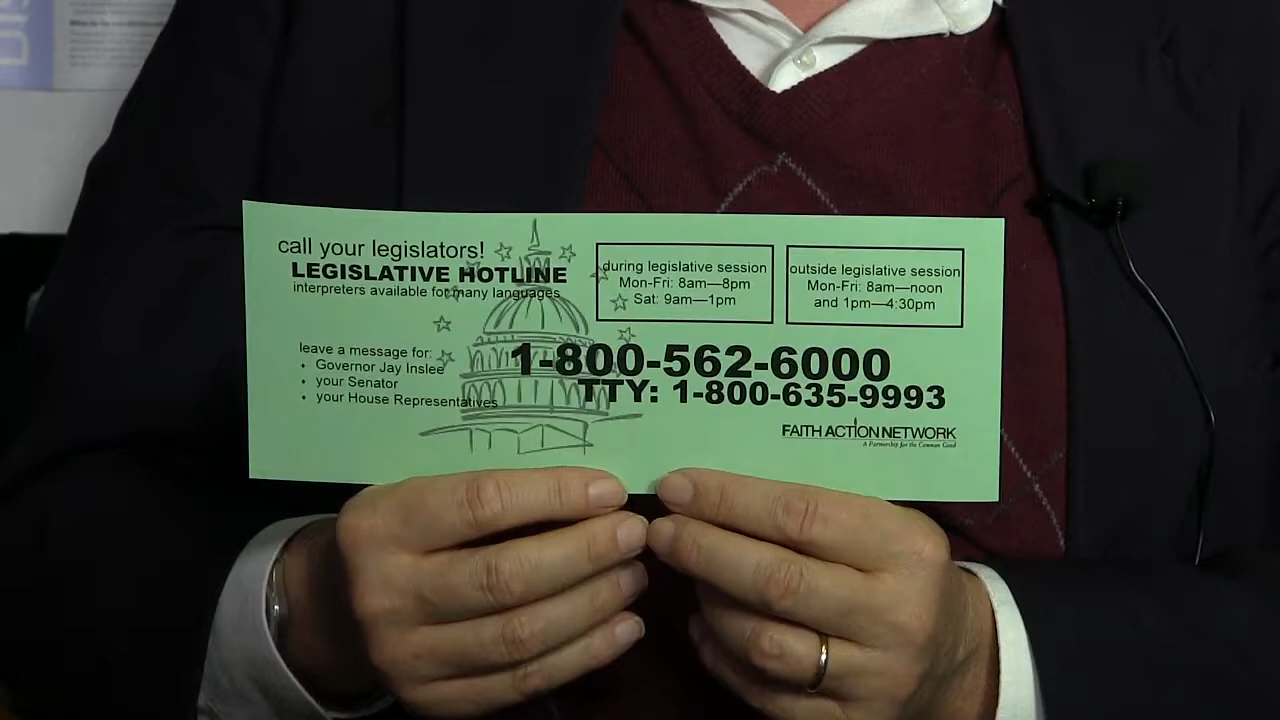 call your legislators!
LEGISLATIVE HOTLINE
interpreters available for many languages
during legislative session
Mon-Fri: 8am—8pm
Sat: 9am—1pm
outside legislative session
Mon-Fri: 8am—noon
and 1pm—4:30pm
leave a message for:
• Governor Jay Inslee
• your Senator
• your House Representatives
1-800-562-6000
TTY: 1-800-635-9993
FAITH ACTION NETWORK
A Partnership for the Common Good